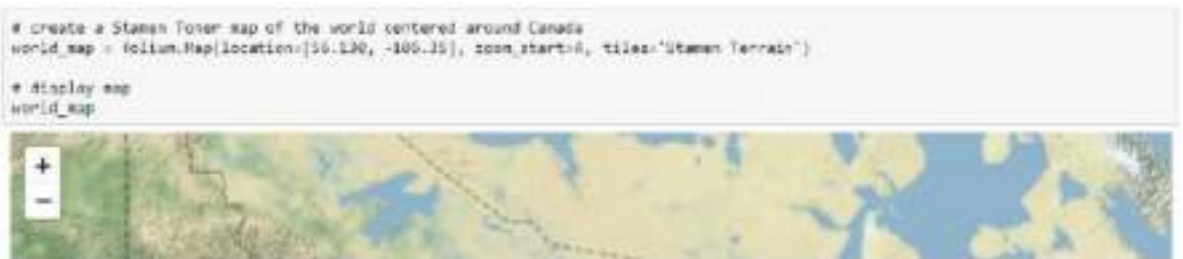 # create a Stamen Toner map of the world centered around Canada
world_map = folium.Map(location=[56.130, -106.35], zoom_start=4, tiles='Stamen Terrain')
# display map
world_map
+
−